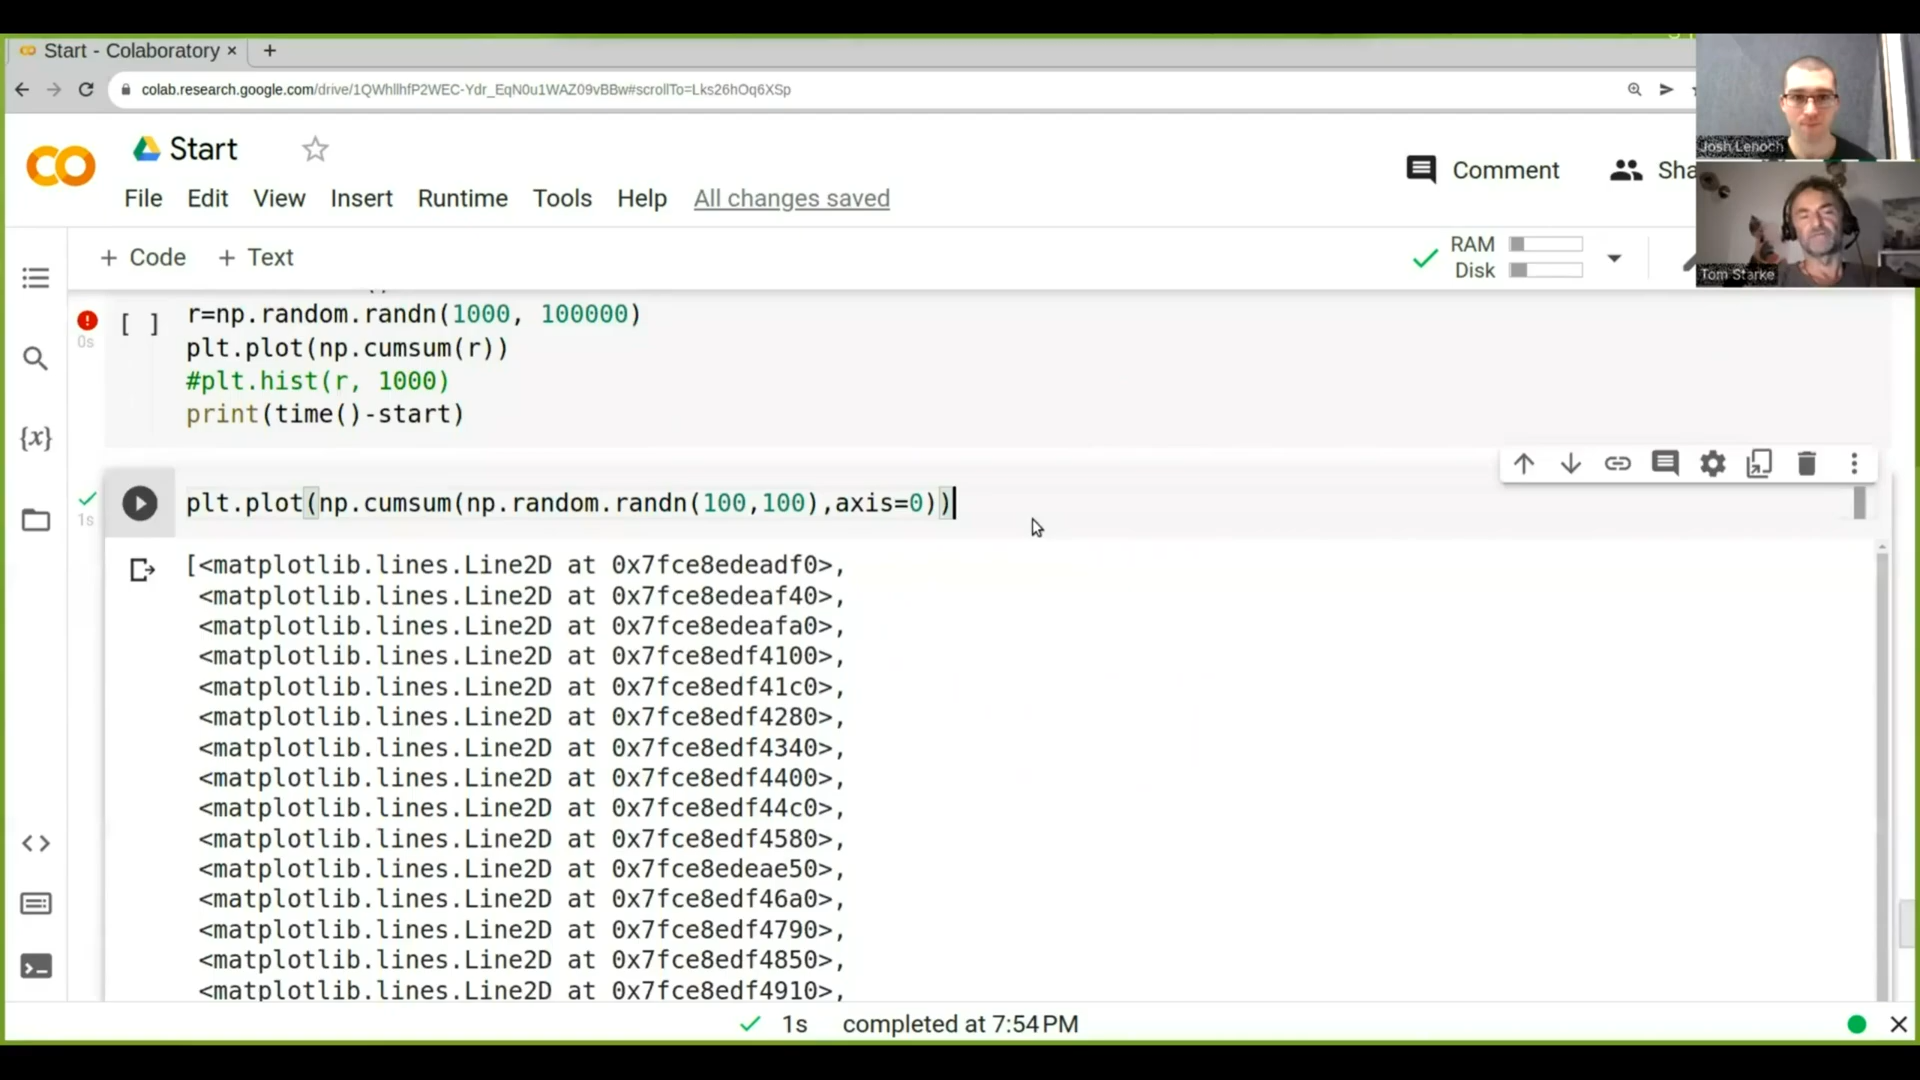 Start - Colaboratory × +
colab.research.google.com/drive/1QWhllhfP2WEC-Ydr_EqN0u1WAZ09vBBw#scrollTo=Lks26hOq6XSp
Start
Comment
Sha
File Edit View Insert Runtime Tools Help All changes saved
Josh Lenoch
Tom Starke
+ Code + Text
RAM
Disk
r=np.random.randn(1000, 100000)
[ ]
0s
plt.plot(np.cumsum(r))
#plt.hist(r, 1000)
print(time()-start)
{x}
plt.plot(np.cumsum(np.random.randn(100,100),axis=0))
1s
[<matplotlib.lines.Line2D at 0x7fce8edeadf0>,
<matplotlib.lines.Line2D at 0x7fce8edeaf40>,
<matplotlib.lines.Line2D at 0x7fce8edeafa0>,
<matplotlib.lines.Line2D at 0x7fce8edf4100>,
<matplotlib.lines.Line2D at 0x7fce8edf41c0>,
<matplotlib.lines.Line2D at 0x7fce8edf4280>,
<matplotlib.lines.Line2D at 0x7fce8edf4340>,
<matplotlib.lines.Line2D at 0x7fce8edf4400>,
<matplotlib.lines.Line2D at 0x7fce8edf44c0>,
<matplotlib.lines.Line2D at 0x7fce8edf4580>,
<matplotlib.lines.Line2D at 0x7fce8edeae50>,
<matplotlib.lines.Line2D at 0x7fce8edf46a0>,
<matplotlib.lines.Line2D at 0x7fce8edf4790>,
<matplotlib.lines.Line2D at 0x7fce8edf4850>,
<matplotlib.lines.Line2D at 0x7fce8edf4910>,
1s completed at 7:54 PM